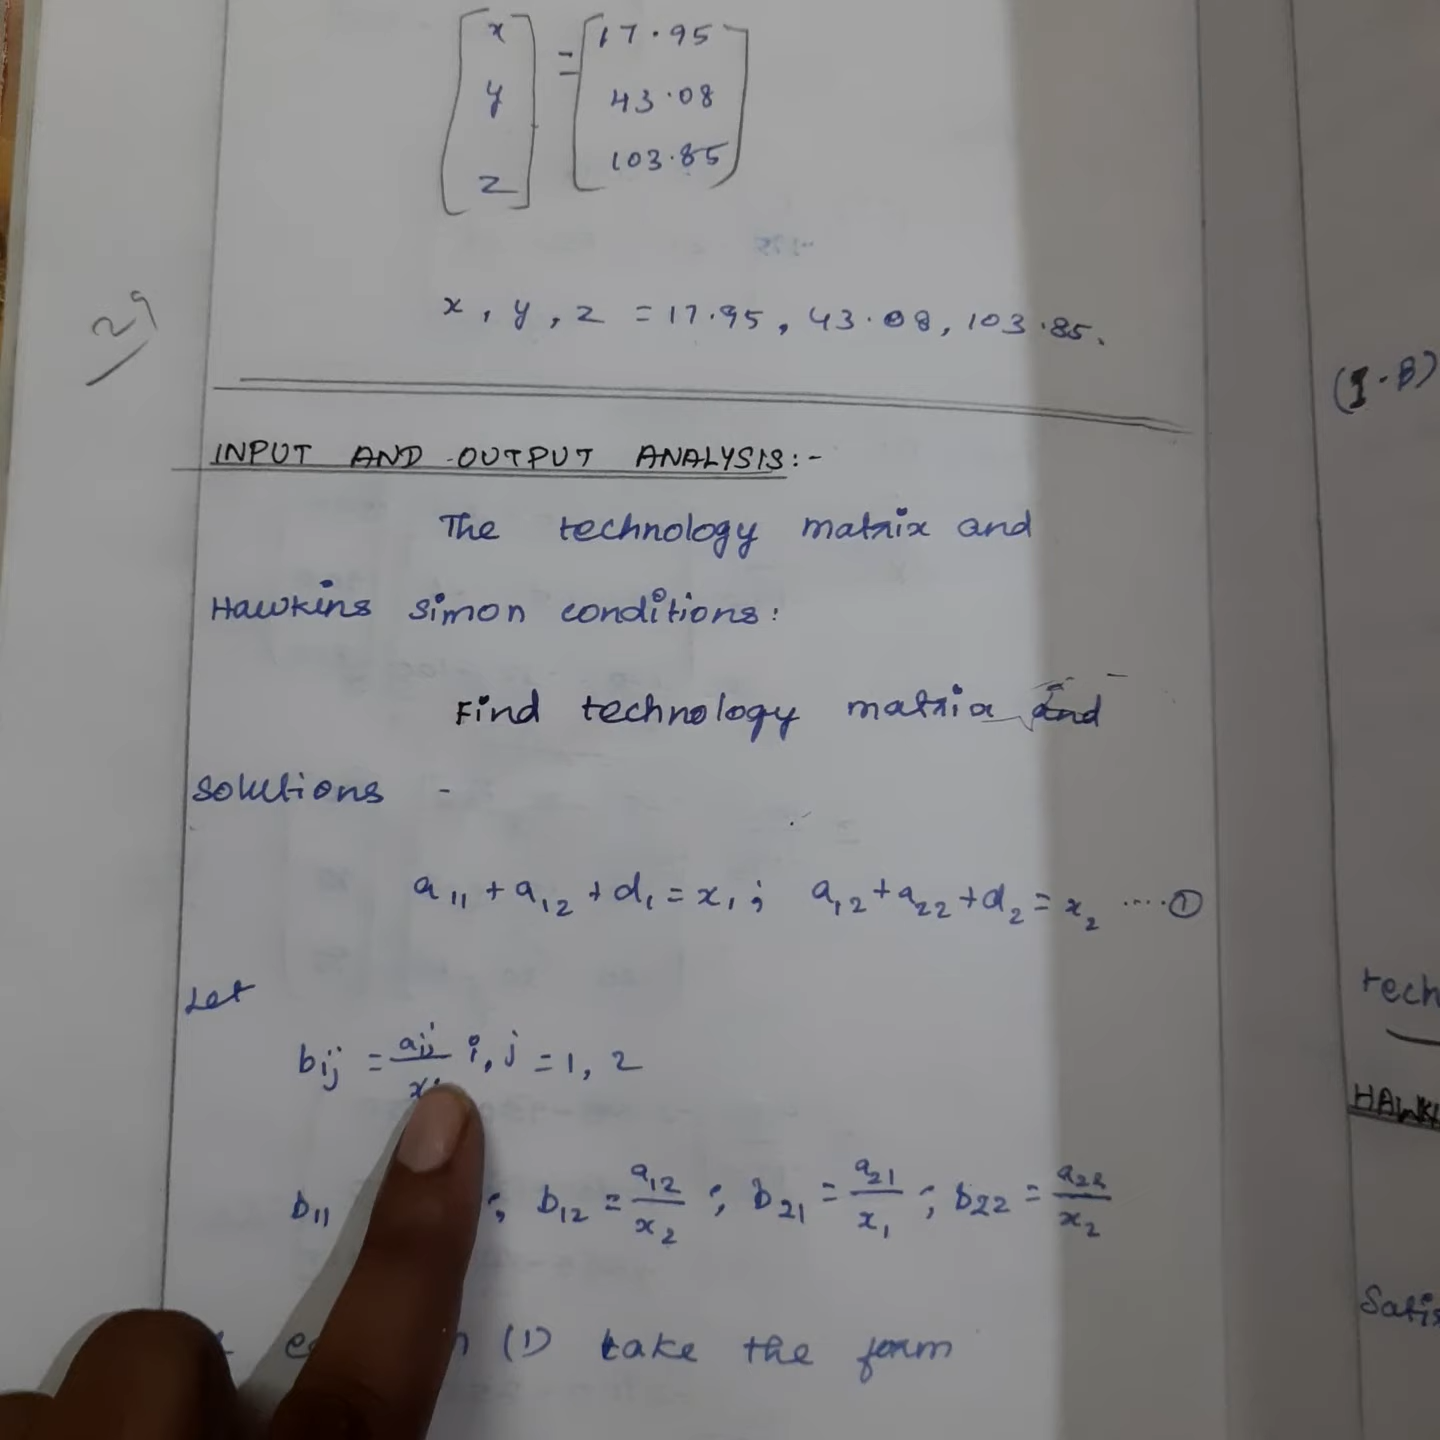 [x y z] = [17.95 43.08 103.85]
x, y, z = 17.95, 43.08, 103.85.
29
(I-B)
INPUT AND OUTPUT ANALYSIS:-
The technology matrix and
Hawkins Simon conditions:
Find technology matrix and
solutions -
a11 + a12 + d1 = x1; a12 + a22 + d2 = x2 ....①
Let
bij = aij/x i, j = 1, 2
b11 ; b12 = a12/x2 ; b21 = a21/x1 ; b22 = a22/x2
(1) take the form
Tech
HAWK
Satis